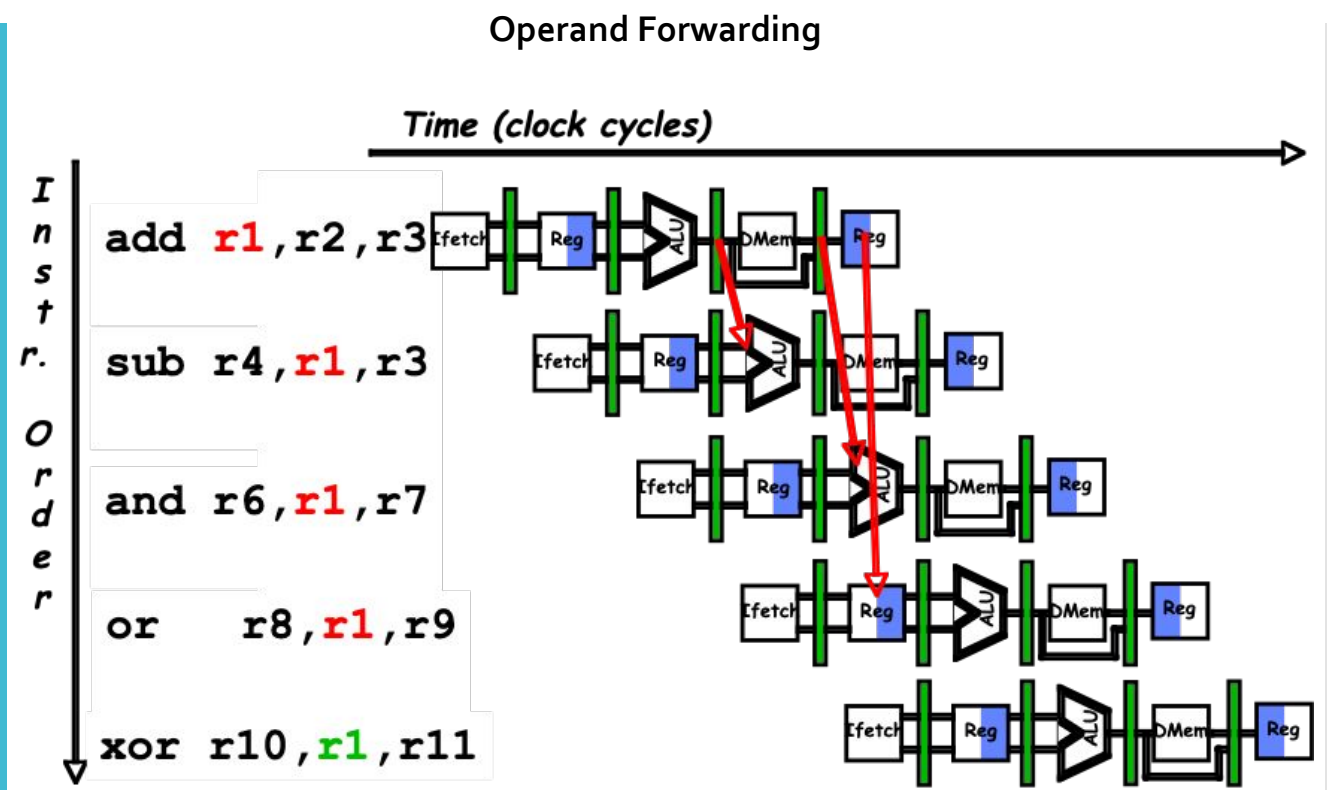 Operand Forwarding
Time (clock cycles)
Instr. Order
add r1,r2,r3
Ifetch Reg ALU DMem Reg
sub r4,r1,r3
Ifetch Reg ALU DMem Reg
and r6,r1,r7
Ifetch Reg ALU DMem Reg
or r8,r1,r9
Ifetch Reg ALU DMem Reg
xor r10,r1,r11
Ifetch Reg ALU DMem Reg